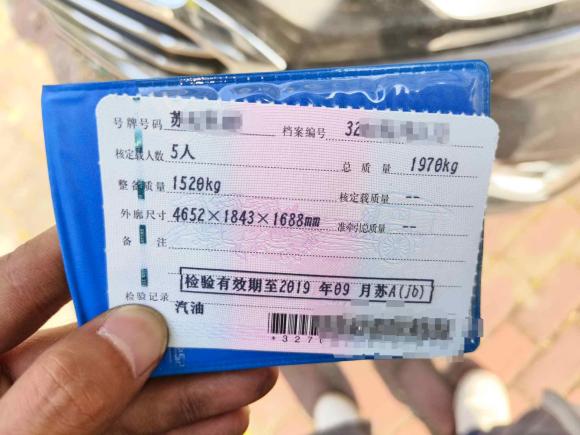 号牌号码 苏 档案编号 32
核定载人数 5人 总质量 1970kg
整备质量 1520kg 核定载质量 --
外廓尺寸 4652×1843×1688mm 准牵引总质量 --
备注
检验有效期至2019 年09 月苏A(jb)
检验记录
汽油
*327